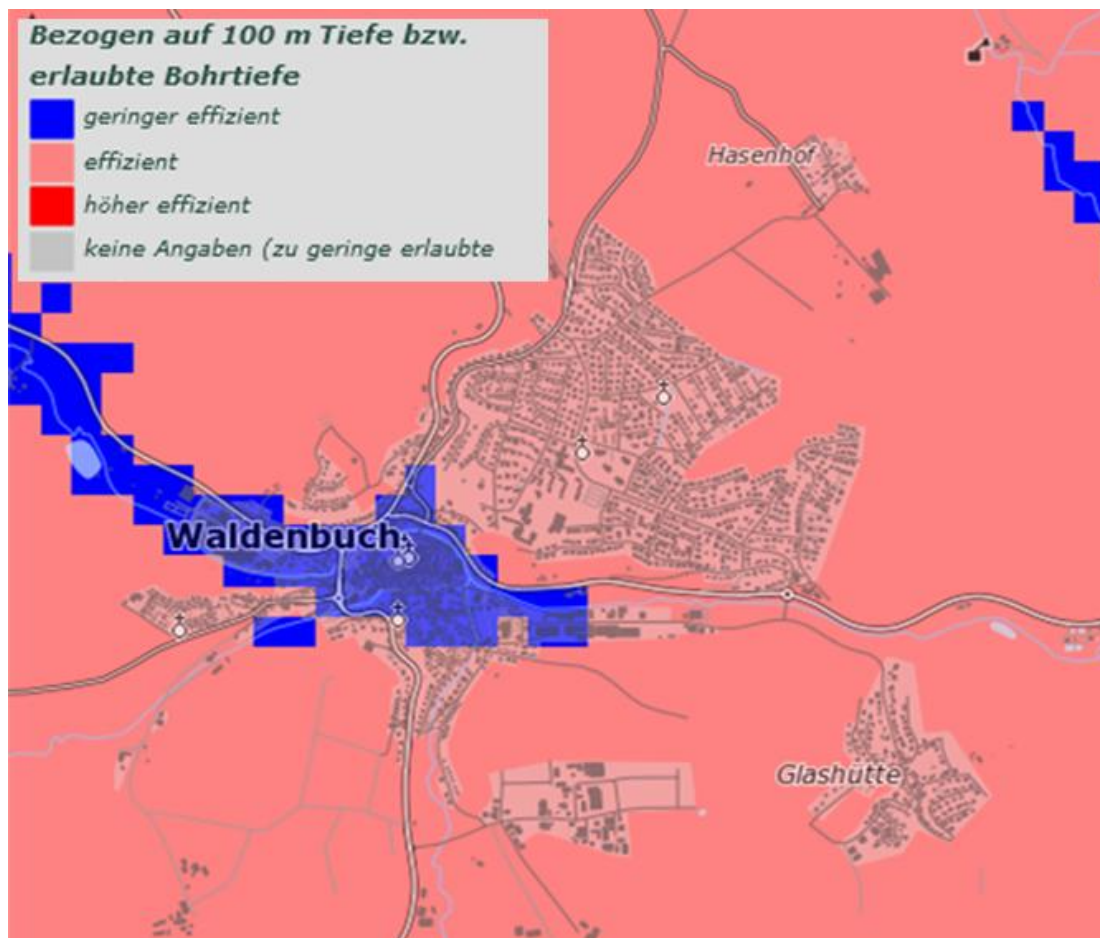 Bezogen auf 100 m Tiefe bzw.
erlaubte Bohrtiefe
geringer effizient
effizient
höher effizient
keine Angaben (zu geringe erlaubte
Hasenhof
Waldenbuch
Glashütte